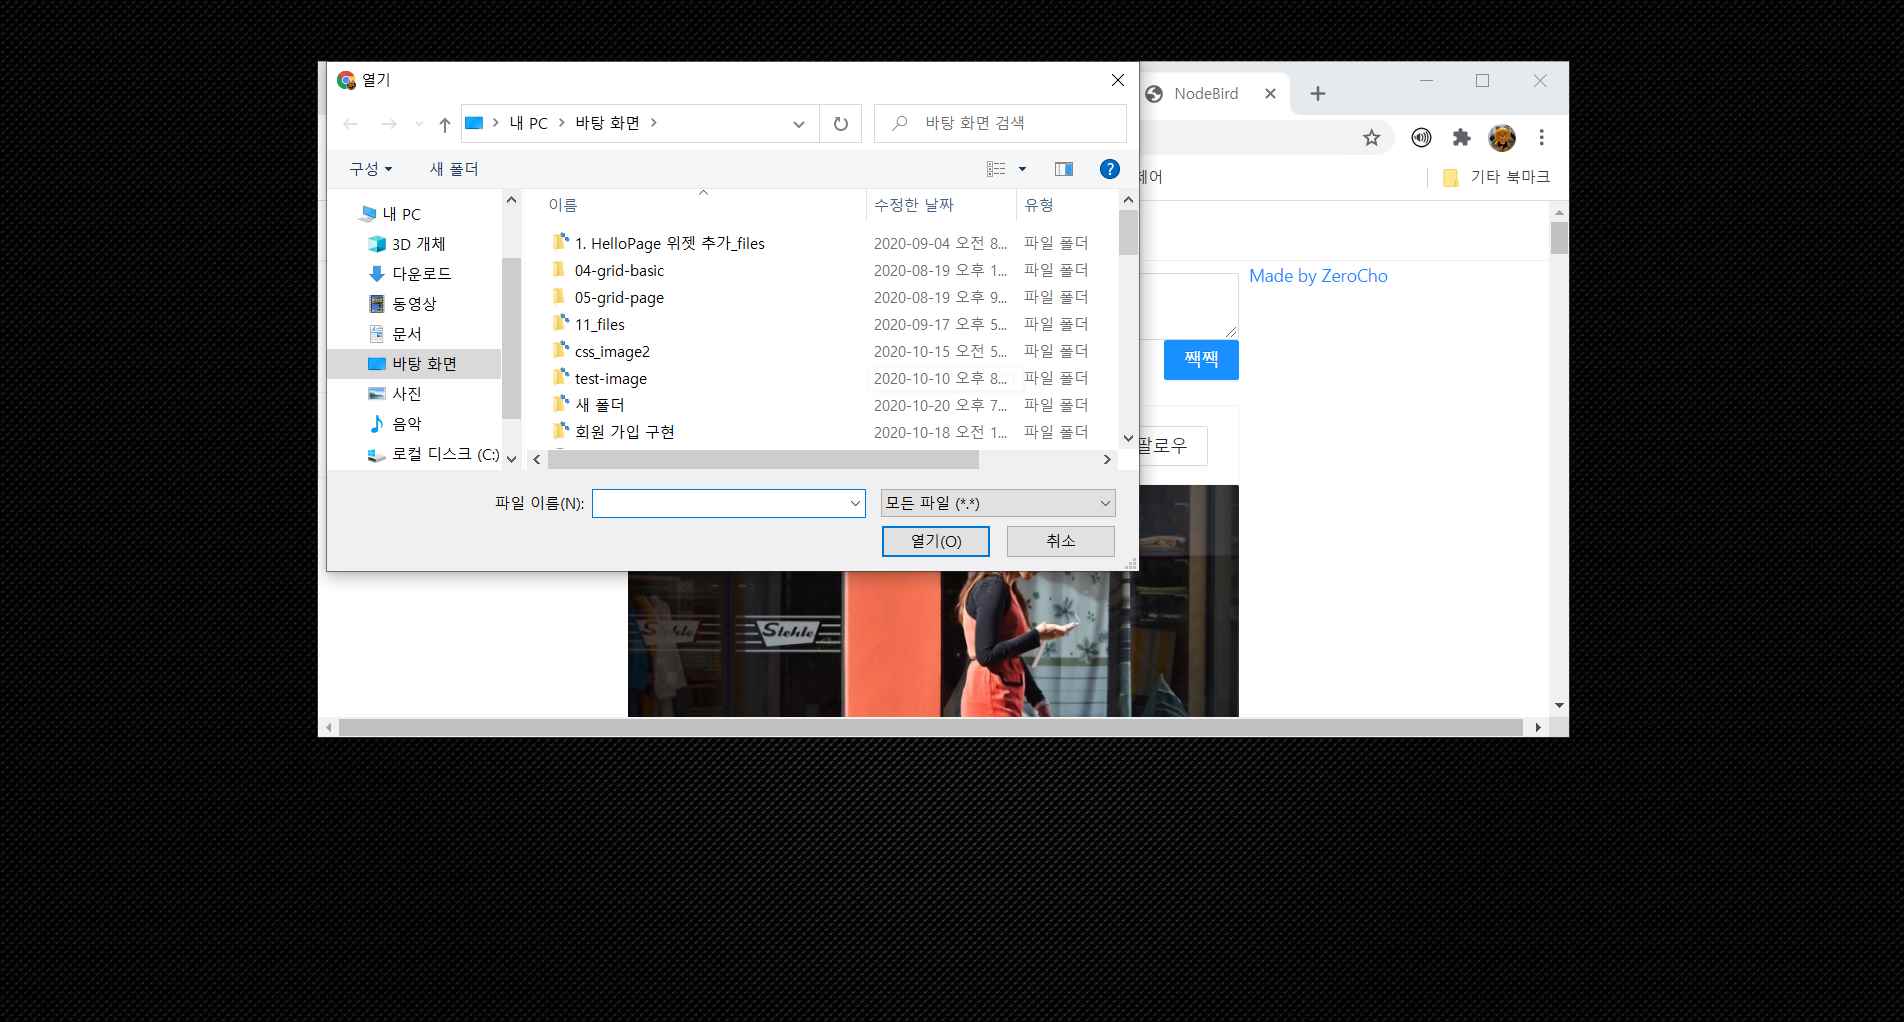 열기
NodeBird
내 PC
바탕 화면
바탕 화면 검색
구성
새 폴더
?
제어
기타 북마크
내 PC
3D 개체
다운로드
동영상
문서
바탕 화면
사진
음악
로컬 디스크 (C:)
이름 수정한 날짜 유형
1. HelloPage 위젯 추가_files 2020-09-04 오전 8... 파일 폴더
04-grid-basic 2020-08-19 오후 1... 파일 폴더
05-grid-page 2020-08-19 오후 9... 파일 폴더
11_files 2020-09-17 오후 5... 파일 폴더
css_image2 2020-10-15 오전 5... 파일 폴더
test-image 2020-10-10 오후 8... 파일 폴더
새 폴더 2020-10-20 오후 7... 파일 폴더
회원 가입 구현 2020-10-18 오전 1... 파일 폴더
파일 이름(N):
모든 파일 (*.*)
열기(O)
취소
Made by ZeroCho
짹짹
팔로우
Stehle
Stehle